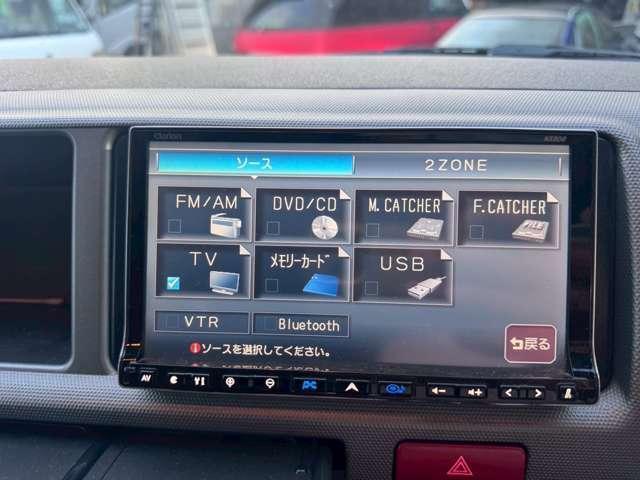 Clarion
ソース 2ZONE
FM/AM DVD/CD M.CATCHER F.CATCHER
TV メモリーカード USB
VTR Bluetooth
ソースを選択してください。
戻る
AV